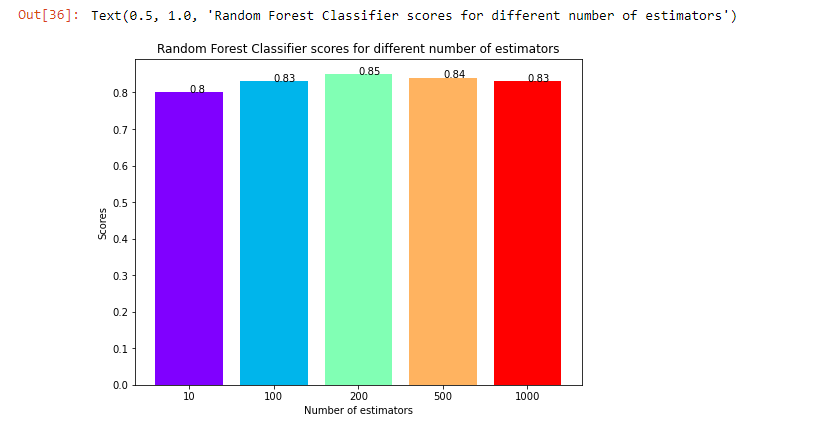 Out[36]: Text(0.5, 1.0, 'Random Forest Classifier scores for different number of estimators')
Random Forest Classifier scores for different number of estimators
0.8
0.83
0.85
0.84
0.83
0.8
0.7
0.6
0.5
0.4
0.3
0.2
0.1
0.0
Scores
10 100 200 500 1000
Number of estimators